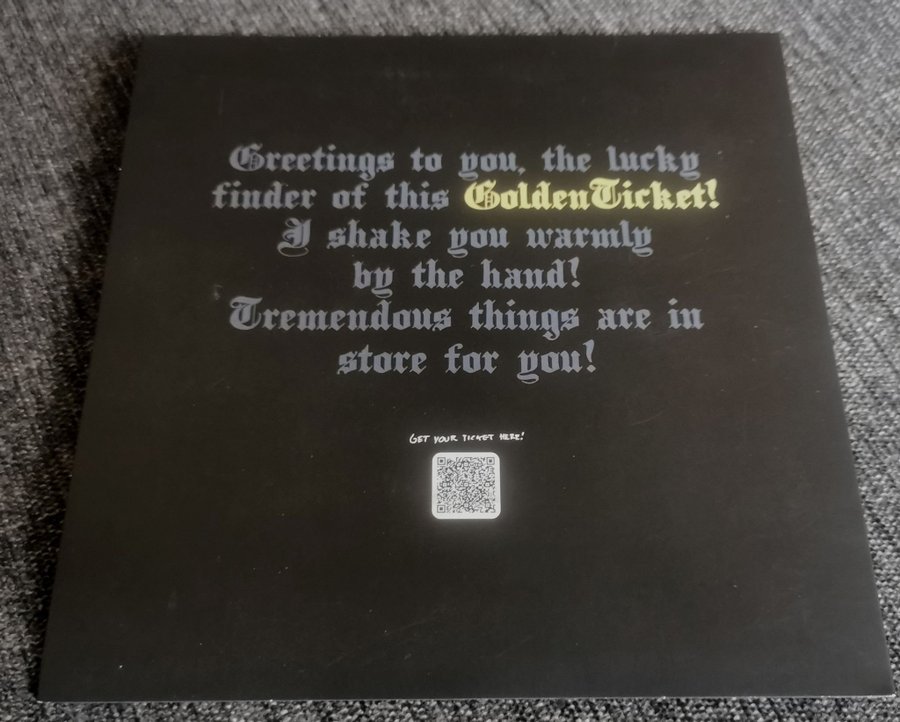 Greetings to you, the lucky
finder of this GoldenTicket!
I shake you warmly
by the hand!
Tremendous things are in
store for you!
GET YOUR TICKET HERE!